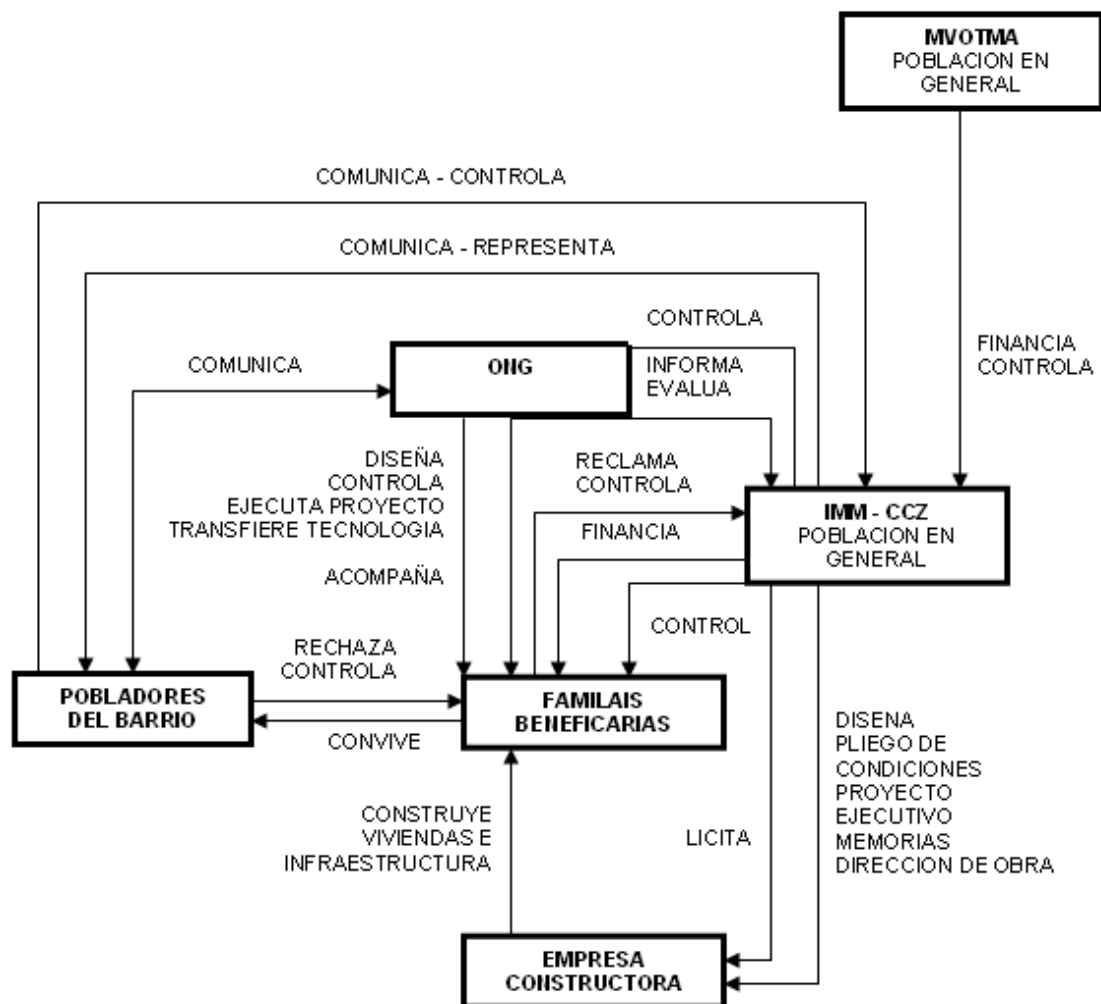 MVOTMA
POBLACION EN
GENERAL
COMUNICA - CONTROLA
COMUNICA - REPRESENTA
CONTROLA
FINANCIA
CONTROLA
COMUNICA
ONG
INFORMA
EVALUA
DISEÑA
CONTROLA
EJECUTA PROYECTO
TRANSFIERE TECNOLOGIA
ACOMPAÑA
RECLAMA
CONTROLA
FINANCIA
IMM - CCZ
POBLACION EN
GENERAL
CONTROL
RECHAZA
CONTROLA
POBLADORES
DEL BARRIO
FAMILAIS
BENEFICARIAS
CONVIVE
DISENA
PLIEGO DE
CONDICIONES
PROYECTO
EJECUTIVO
MEMORIAS
DIRECCION DE OBRA
CONSTRUYE
VIVIENDAS E
INFRAESTRUCTURA
LICITA
EMPRESA
CONSTRUCTORA